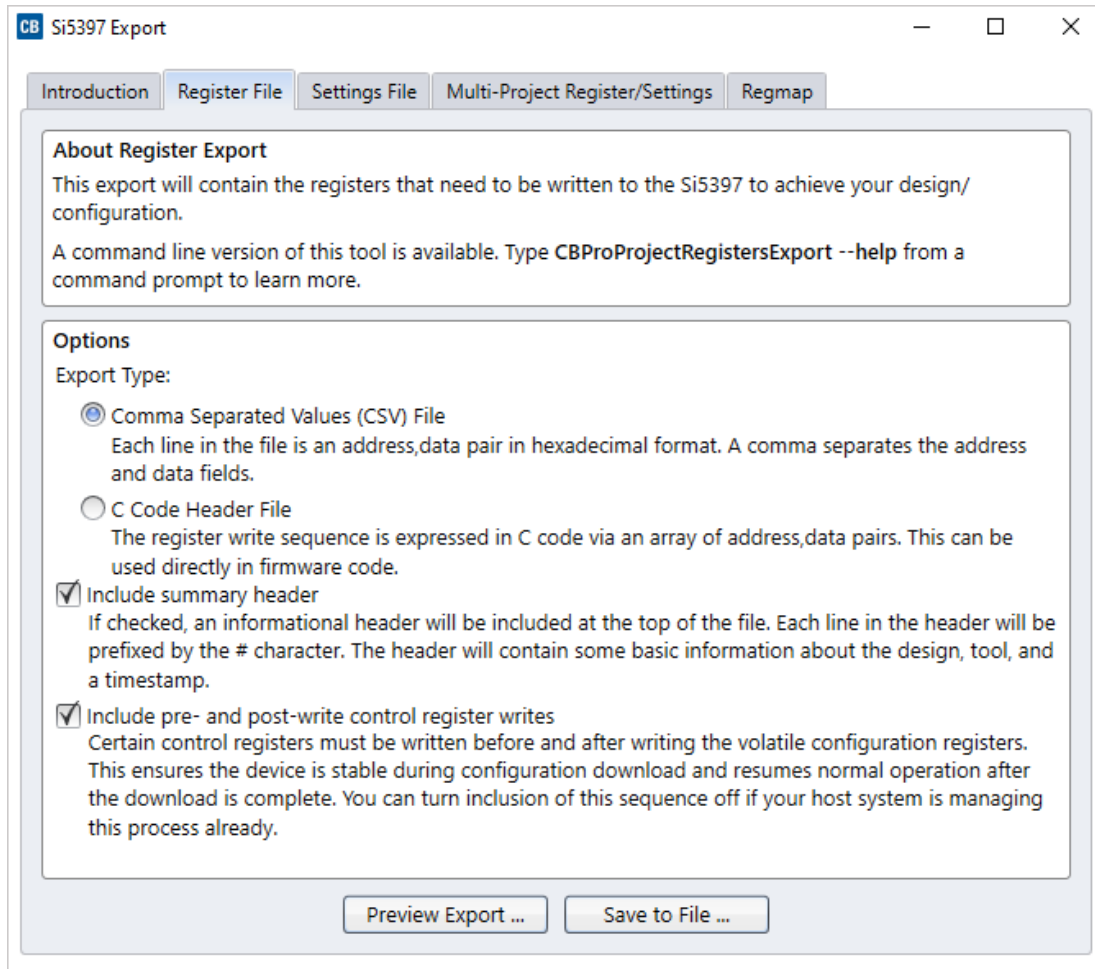 CB Si5397 Export
Introduction
Register File
Settings File
Multi-Project Register/Settings
Regmap
About Register Export
This export will contain the registers that need to be written to the Si5397 to achieve your design/
configuration.
A command line version of this tool is available. Type CBProProjectRegistersExport --help from a
command prompt to learn more.
Options
Export Type:
Comma Separated Values (CSV) File
Each line in the file is an address,data pair in hexadecimal format. A comma separates the address
and data fields.
C Code Header File
The register write sequence is expressed in C code via an array of address,data pairs. This can be
used directly in firmware code.
Include summary header
If checked, an informational header will be included at the top of the file. Each line in the header will be
prefixed by the # character. The header will contain some basic information about the design, tool, and
a timestamp.
Include pre- and post-write control register writes
Certain control registers must be written before and after writing the volatile configuration registers.
This ensures the device is stable during configuration download and resumes normal operation after
the download is complete. You can turn inclusion of this sequence off if your host system is managing
this process already.
Preview Export ...
Save to File ...